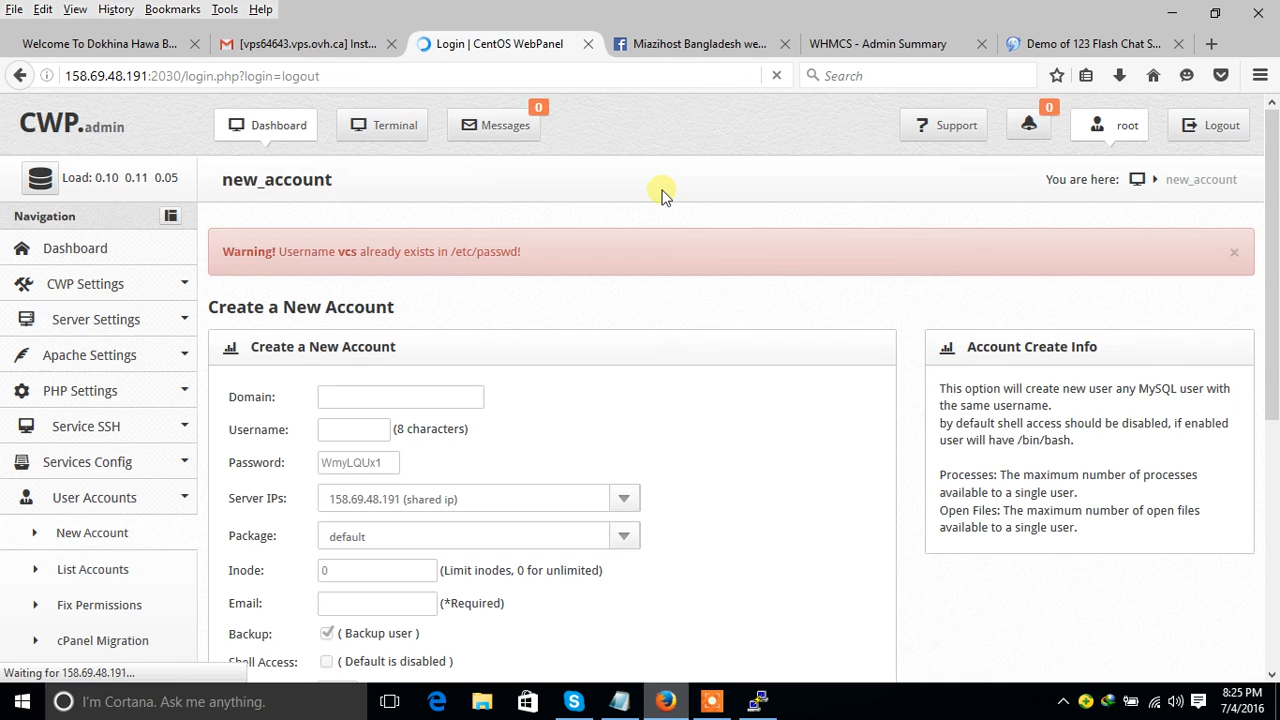 File Edit View History Bookmarks Tools Help
Welcome To Dokhina Hawa B...
[vps64643.vps.ovh.ca] Inst...
Login | CentOS WebPanel
Miazihost Bangladesh we...
WHMCS - Admin Summary
Demo of 123 Flash Chat S...
158.69.48.191:2030/login.php?login=logout
Search
CWP.admin
Dashboard
Terminal
Messages
0
Support
0
root
Logout
Load: 0.10 0.11 0.05
new_account
You are here:
new_account
Navigation
Dashboard
CWP Settings
Server Settings
Apache Settings
PHP Settings
Service SSH
Services Config
User Accounts
New Account
List Accounts
Fix Permissions
cPanel Migration
Warning! Username vcs already exists in /etc/passwd!
×
Create a New Account
Create a New Account
Domain:
Username: (8 characters)
Password: WmyLQUx1
Server IPs: 158.69.48.191 (shared ip)
Package: default
Inode: 0 (Limit inodes, 0 for unlimited)
Email: (*Required)
Backup: ( Backup user )
Shell Access: ( Default is disabled )
Account Create Info
This option will create new user any MySQL user with
the same username.
by default shell access should be disabled, if enabled
user will have /bin/bash.
Processes: The maximum number of processes
available to a single user.
Open Files: The maximum number of open files
available to a single user.
Waiting for 158.69.48.191...
I'm Cortana. Ask me anything.
8:25 PM
7/4/2016